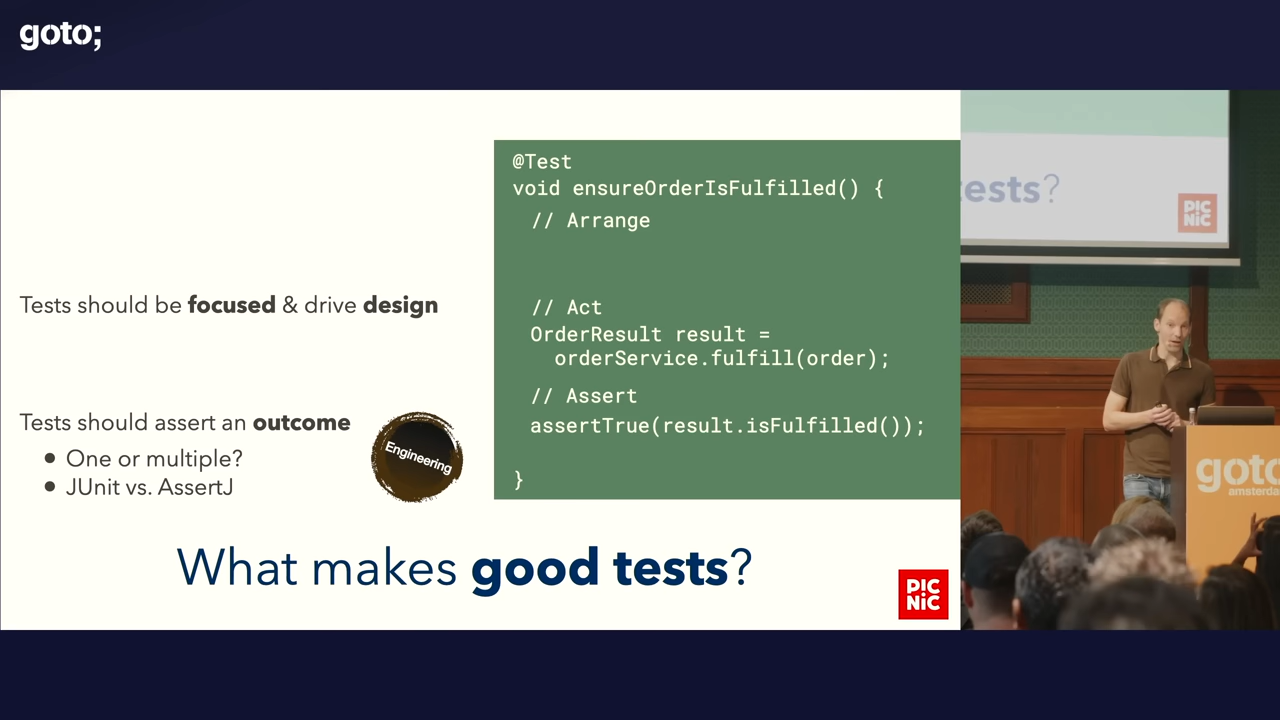 goto;
Tests should be focused & drive design
Tests should assert an outcome
● One or multiple?
● JUnit vs. AssertJ
Engineering
@Test
void ensureOrderIsFulfilled() {
// Arrange
// Act
OrderResult result =
orderService.fulfill(order);
// Assert
assertTrue(result.isFulfilled());
}
What makes good tests?
PIC
NIC
tests?
PIC
NIC
goto
amsterda